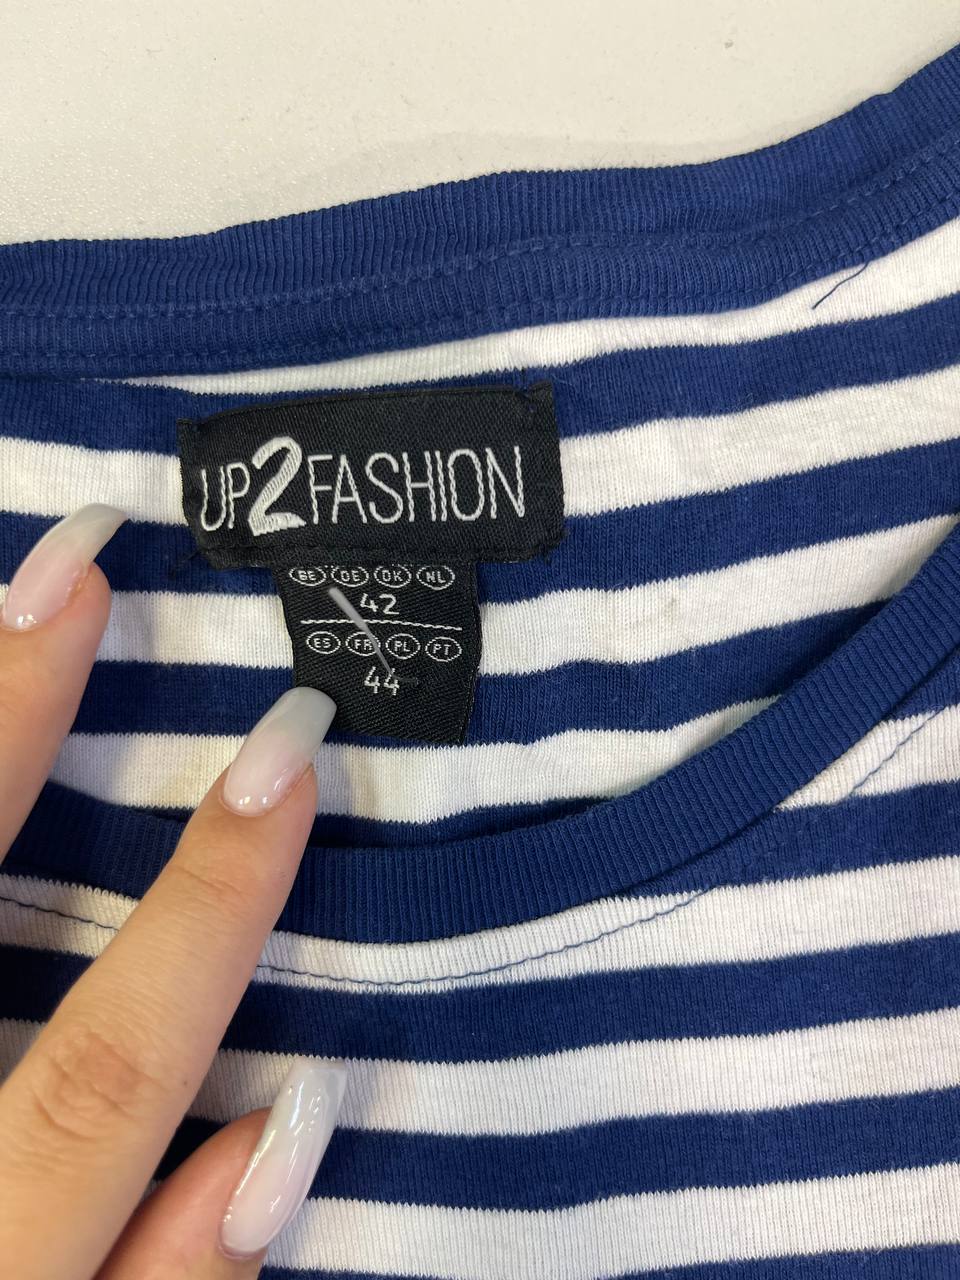 UP2FASHION
BE DE DK NL
42
ES FR PL PT
44